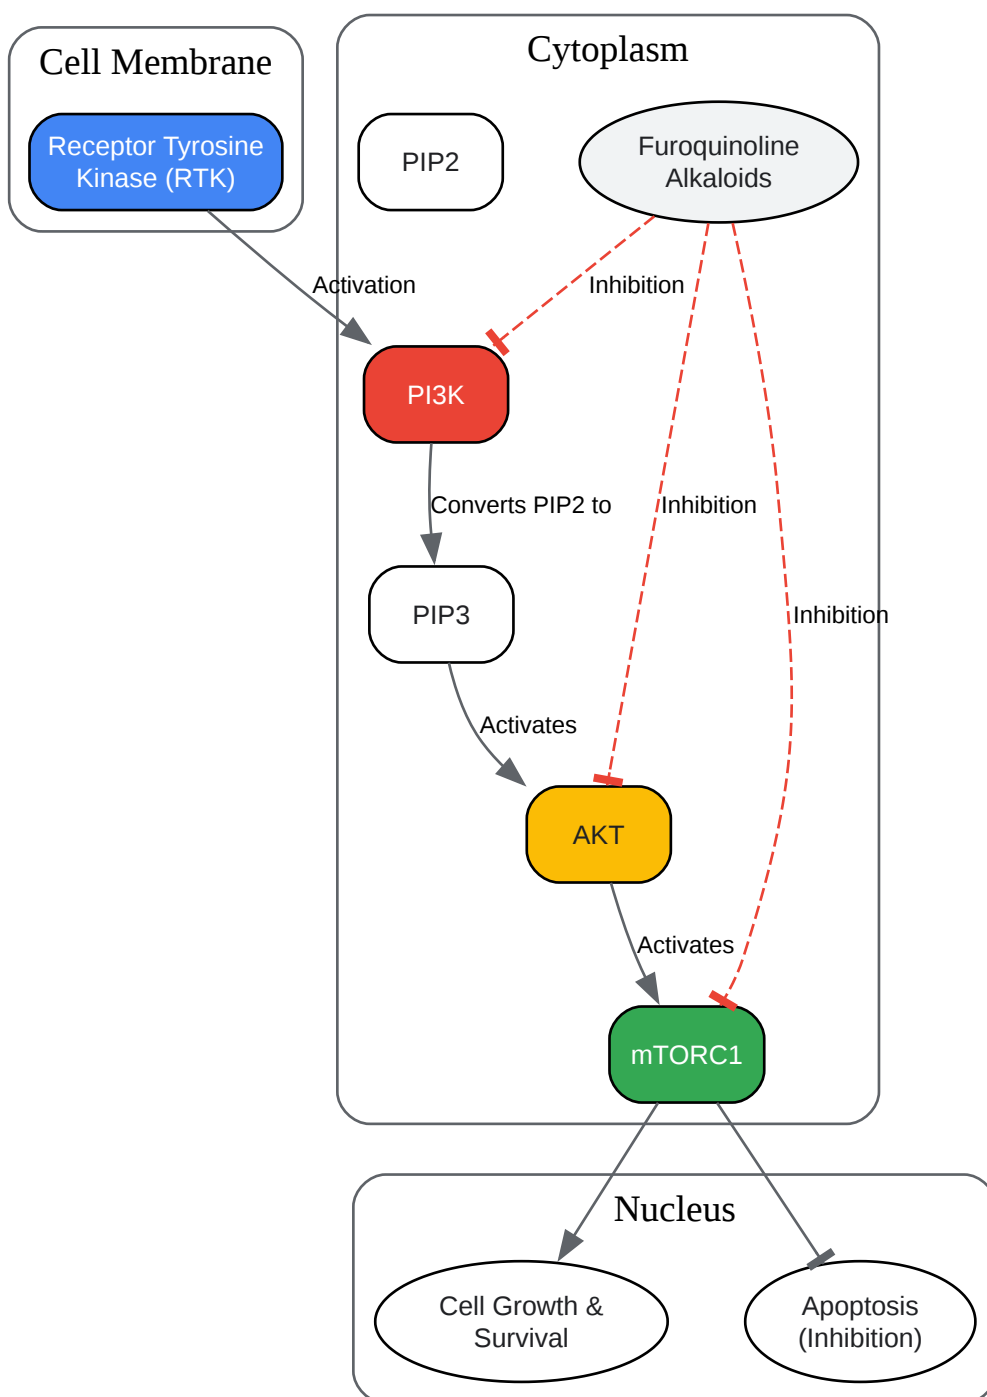 Cell Membrane
Cytoplasm
Receptor Tyrosine
Kinase (RTK)
PIP2
Furoquinoline
Alkaloids
Activation
Inhibition
PI3K
Converts PIP2 to
Inhibition
PIP3
Inhibition
Activates
AKT
Activates
mTORC1
Nucleus
Cell Growth &
Survival
Apoptosis
(Inhibition)